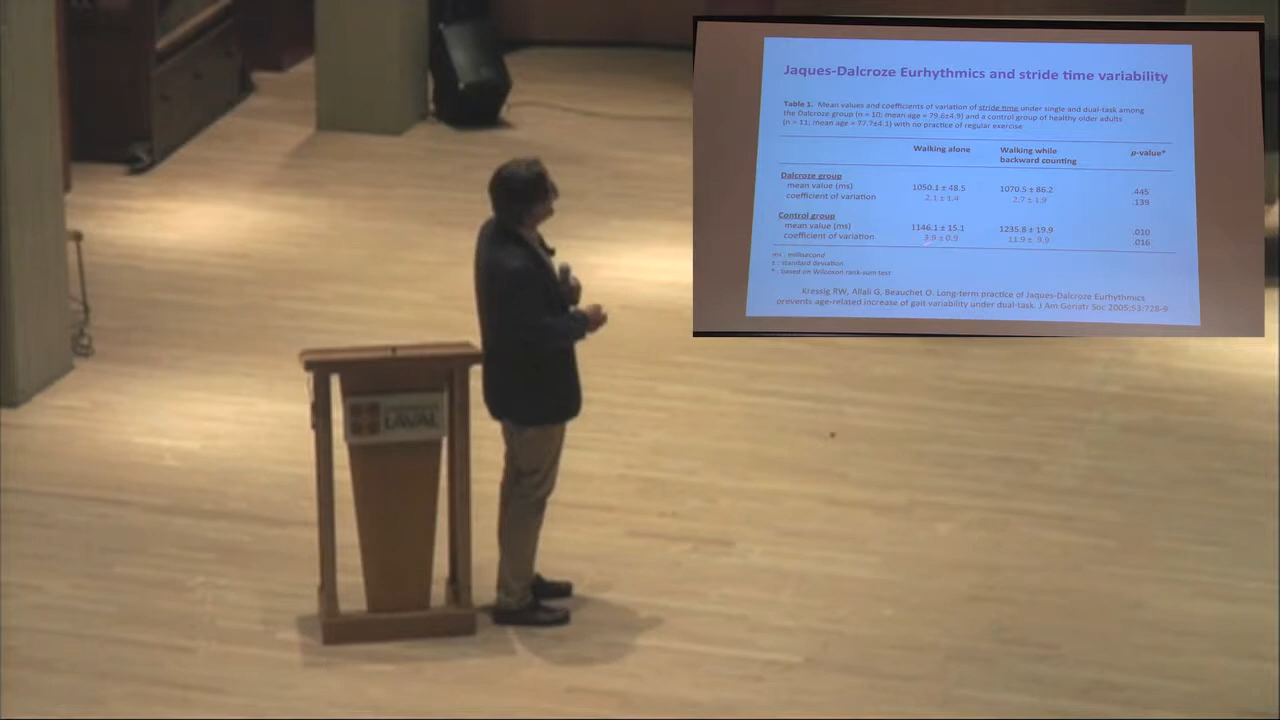 Jaques-Dalcroze Eurhythmics and stride time variability
Table 1. Mean values and coefficients of variation of stride time under single and dual-task among
the Dalcroze group (n = 10; mean age = 79.6±4.9) and a control group of healthy older adults
(n = 11; mean age = 77.7±4.1) with no practice of regular exercise
Walking alone Walking while backward counting p-value*
Dalcroze group
mean value (ms) 1050.1 ± 48.5 1070.5 ± 86.2 .445
coefficient of variation 2.1 ± 1.4 2.7 ± 1.9 .139
Control group
mean value (ms) 1146.1 ± 15.1 1235.8 ± 19.9 .010
coefficient of variation 3.9 ± 0.9 11.9 ± 9.9 .016
ms : millisecond
± : standard deviation
* : based on Wilcoxon rank-sum test
Kressig RW, Allali G, Beauchet O. Long-term practice of Jaques-Dalcroze Eurhythmics
prevents age-related increase of gait variability under dual-task. J Am Geriatr Soc 2005;53:728-9
LAVAL